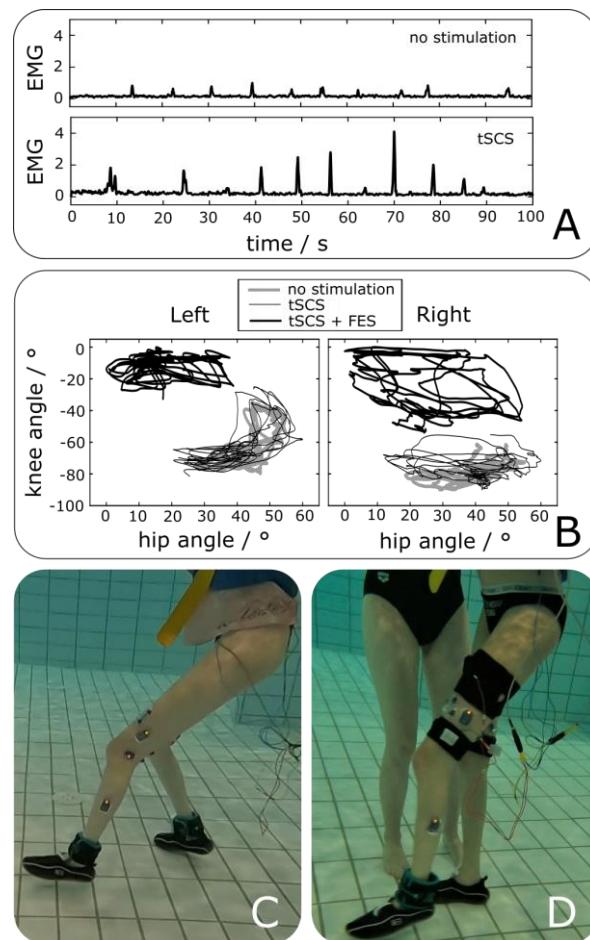 4
EMG
2
0
no stimulation
4
EMG
2
0
tSCS
0 10 20 30 40 50 60 70 80 90 100
time / s
A
no stimulation
tSCS
tSCS + FES
Left
Right
0
-20
-40
-60
-80
-100
knee angle / °
0 10 20 30 40 50 60
0 10 20 30 40 50 60
hip angle / °
hip angle / °
B
C
D